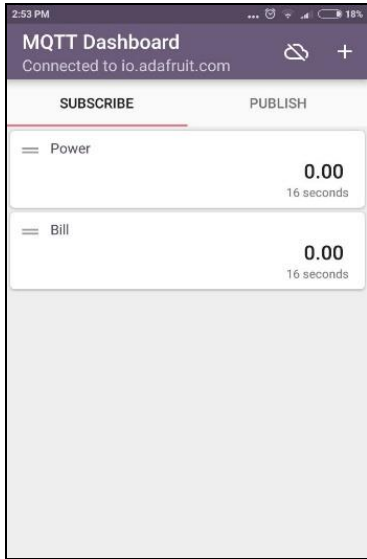 2:53 PM ... 18%
MQTT Dashboard
Connected to io.adafruit.com
SUBSCRIBE PUBLISH
Power
0.00
16 seconds
Bill
0.00
16 seconds